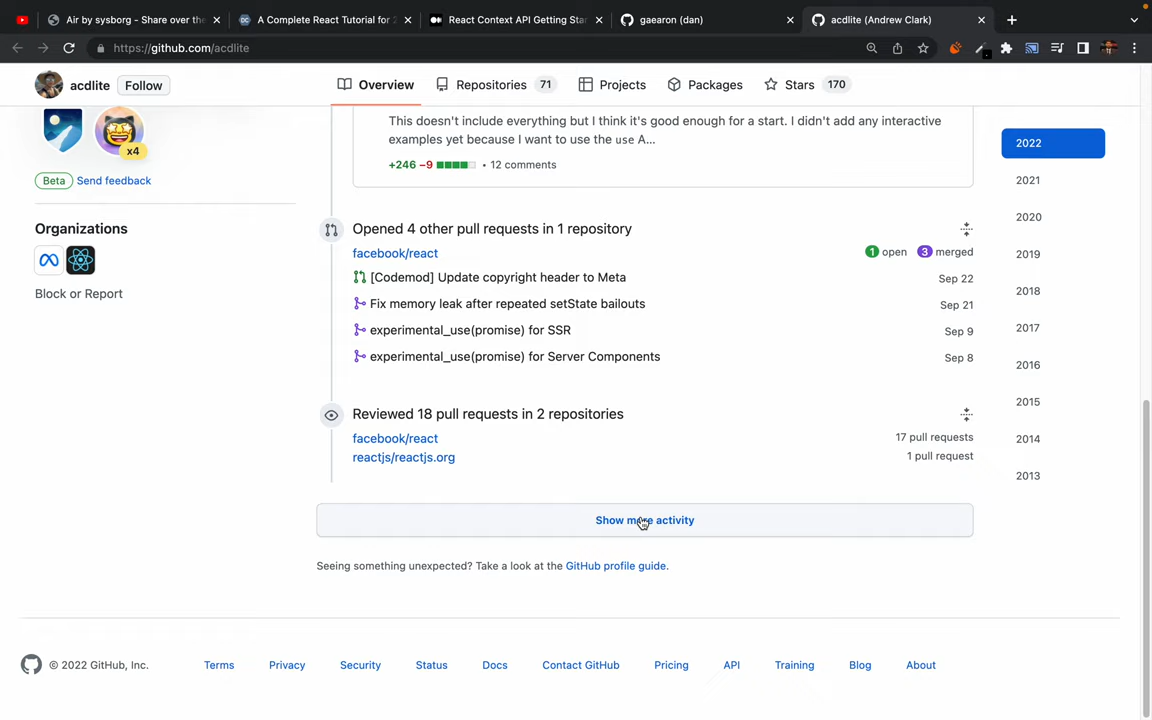 Air by sysborg - Share over the
A Complete React Tutorial for 2
React Context API Getting Star
gaearon (dan)
acdlite (Andrew Clark)
https://github.com/acdlite
acdlite
Follow
Overview
Repositories 71
Projects
Packages
Stars 170
x4
Beta Send feedback
Organizations
Block or Report
This doesn't include everything but I think it's good enough for a start. I didn't add any interactive
examples yet because I want to use the use A...
+246 −9 • 12 comments
Opened 4 other pull requests in 1 repository
facebook/react 1 open 3 merged
[Codemod] Update copyright header to Meta Sep 22
Fix memory leak after repeated setState bailouts Sep 21
experimental_use(promise) for SSR Sep 9
experimental_use(promise) for Server Components Sep 8
Reviewed 18 pull requests in 2 repositories
facebook/react 17 pull requests
reactjs/reactjs.org 1 pull request
Show more activity
Seeing something unexpected? Take a look at the GitHub profile guide.
2022
2021
2020
2019
2018
2017
2016
2015
2014
2013
© 2022 GitHub, Inc. Terms Privacy Security Status Docs Contact GitHub Pricing API Training Blog About